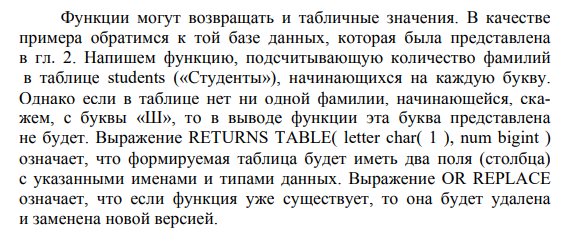 Функции могут возвращать и табличные значения. В качестве
примера обратимся к той базе данных, которая была представлена
в гл. 2. Напишем функцию, подсчитывающую количество фамилий
в таблице students («Студенты»), начинающихся на каждую букву.
Однако если в таблице нет ни одной фамилии, начинающейся, ска-
жем, с буквы «Ш», то в выводе функции эта буква представлена
не будет. Выражение RETURNS TABLE( letter char( 1 ), num bigint )
означает, что формируемая таблица будет иметь два поля (столбца)
с указанными именами и типами данных. Выражение OR REPLACE
означает, что если функция уже существует, то она будет удалена
и заменена новой версией.